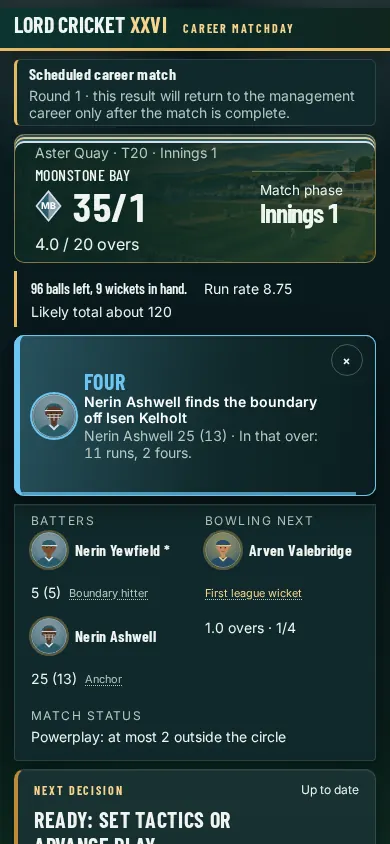 LORD CRICKET XXVI CAREER MATCHDAY
Scheduled career match
Round 1 · this result will return to the management
career only after the match is complete.
Aster Quay · T20 · Innings 1
MOONSTONE BAY
MB 35/1
4.0 / 20 overs
Match phase
Innings 1
96 balls left, 9 wickets in hand. Run rate 8.75
Likely total about 120
×
FOUR
Nerin Ashwell finds the boundary
off Isen Kelholt
Nerin Ashwell 25 (13) · In that over:
11 runs, 2 fours.
BATTERS
Nerin Yewfield *
5 (5) Boundary hitter
Nerin Ashwell
25 (13) Anchor
BOWLING NEXT
Arven Valebridge
First league wicket
1.0 overs · 1/4
MATCH STATUS
Powerplay: at most 2 outside the circle
NEXT DECISION Up to date
READY: SET TACTICS OR
ADVANCE PLAY